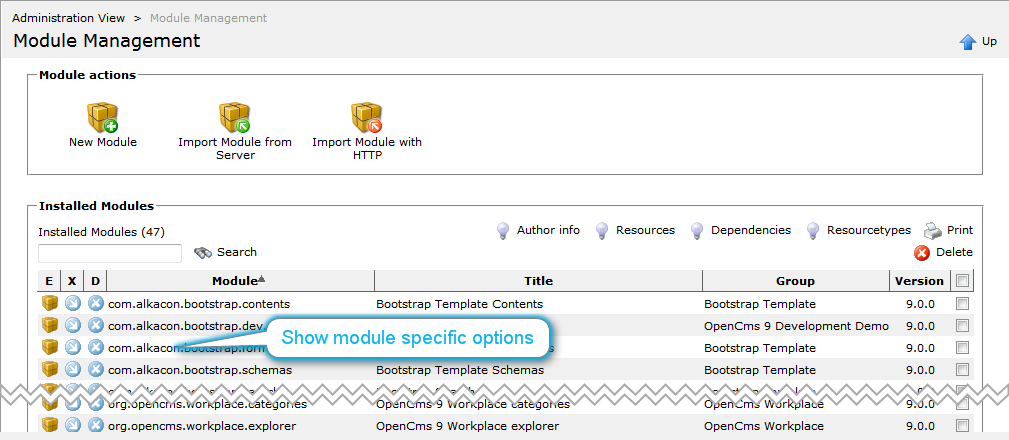 Administration View > Module Management
Module Management
Up
Module actions
New Module
Import Module from Server
Import Module with HTTP
Installed Modules
Installed Modules (47)
Author info Resources Dependencies Resourcetypes Print
Search Delete
E X D Module Title Group Version
com.alkacon.bootstrap.contents Bootstrap Template Contents Bootstrap Template 9.0.0
com.alkacon.bootstrap.dev OpenCms 9 Development Demo 9.0.0
Show module specific options
com.alkacon.bootstrap.form Bootstrap Template 9.0.0
com.alkacon.bootstrap.schemas Bootstrap Template Schemas Bootstrap Template 9.0.0
org.opencms.workplace.categories OpenCms 9 Workplace categories OpenCms Workplace 9.0.0
org.opencms.workplace.explorer OpenCms 9 Workplace explorer OpenCms Workplace 9.0.0